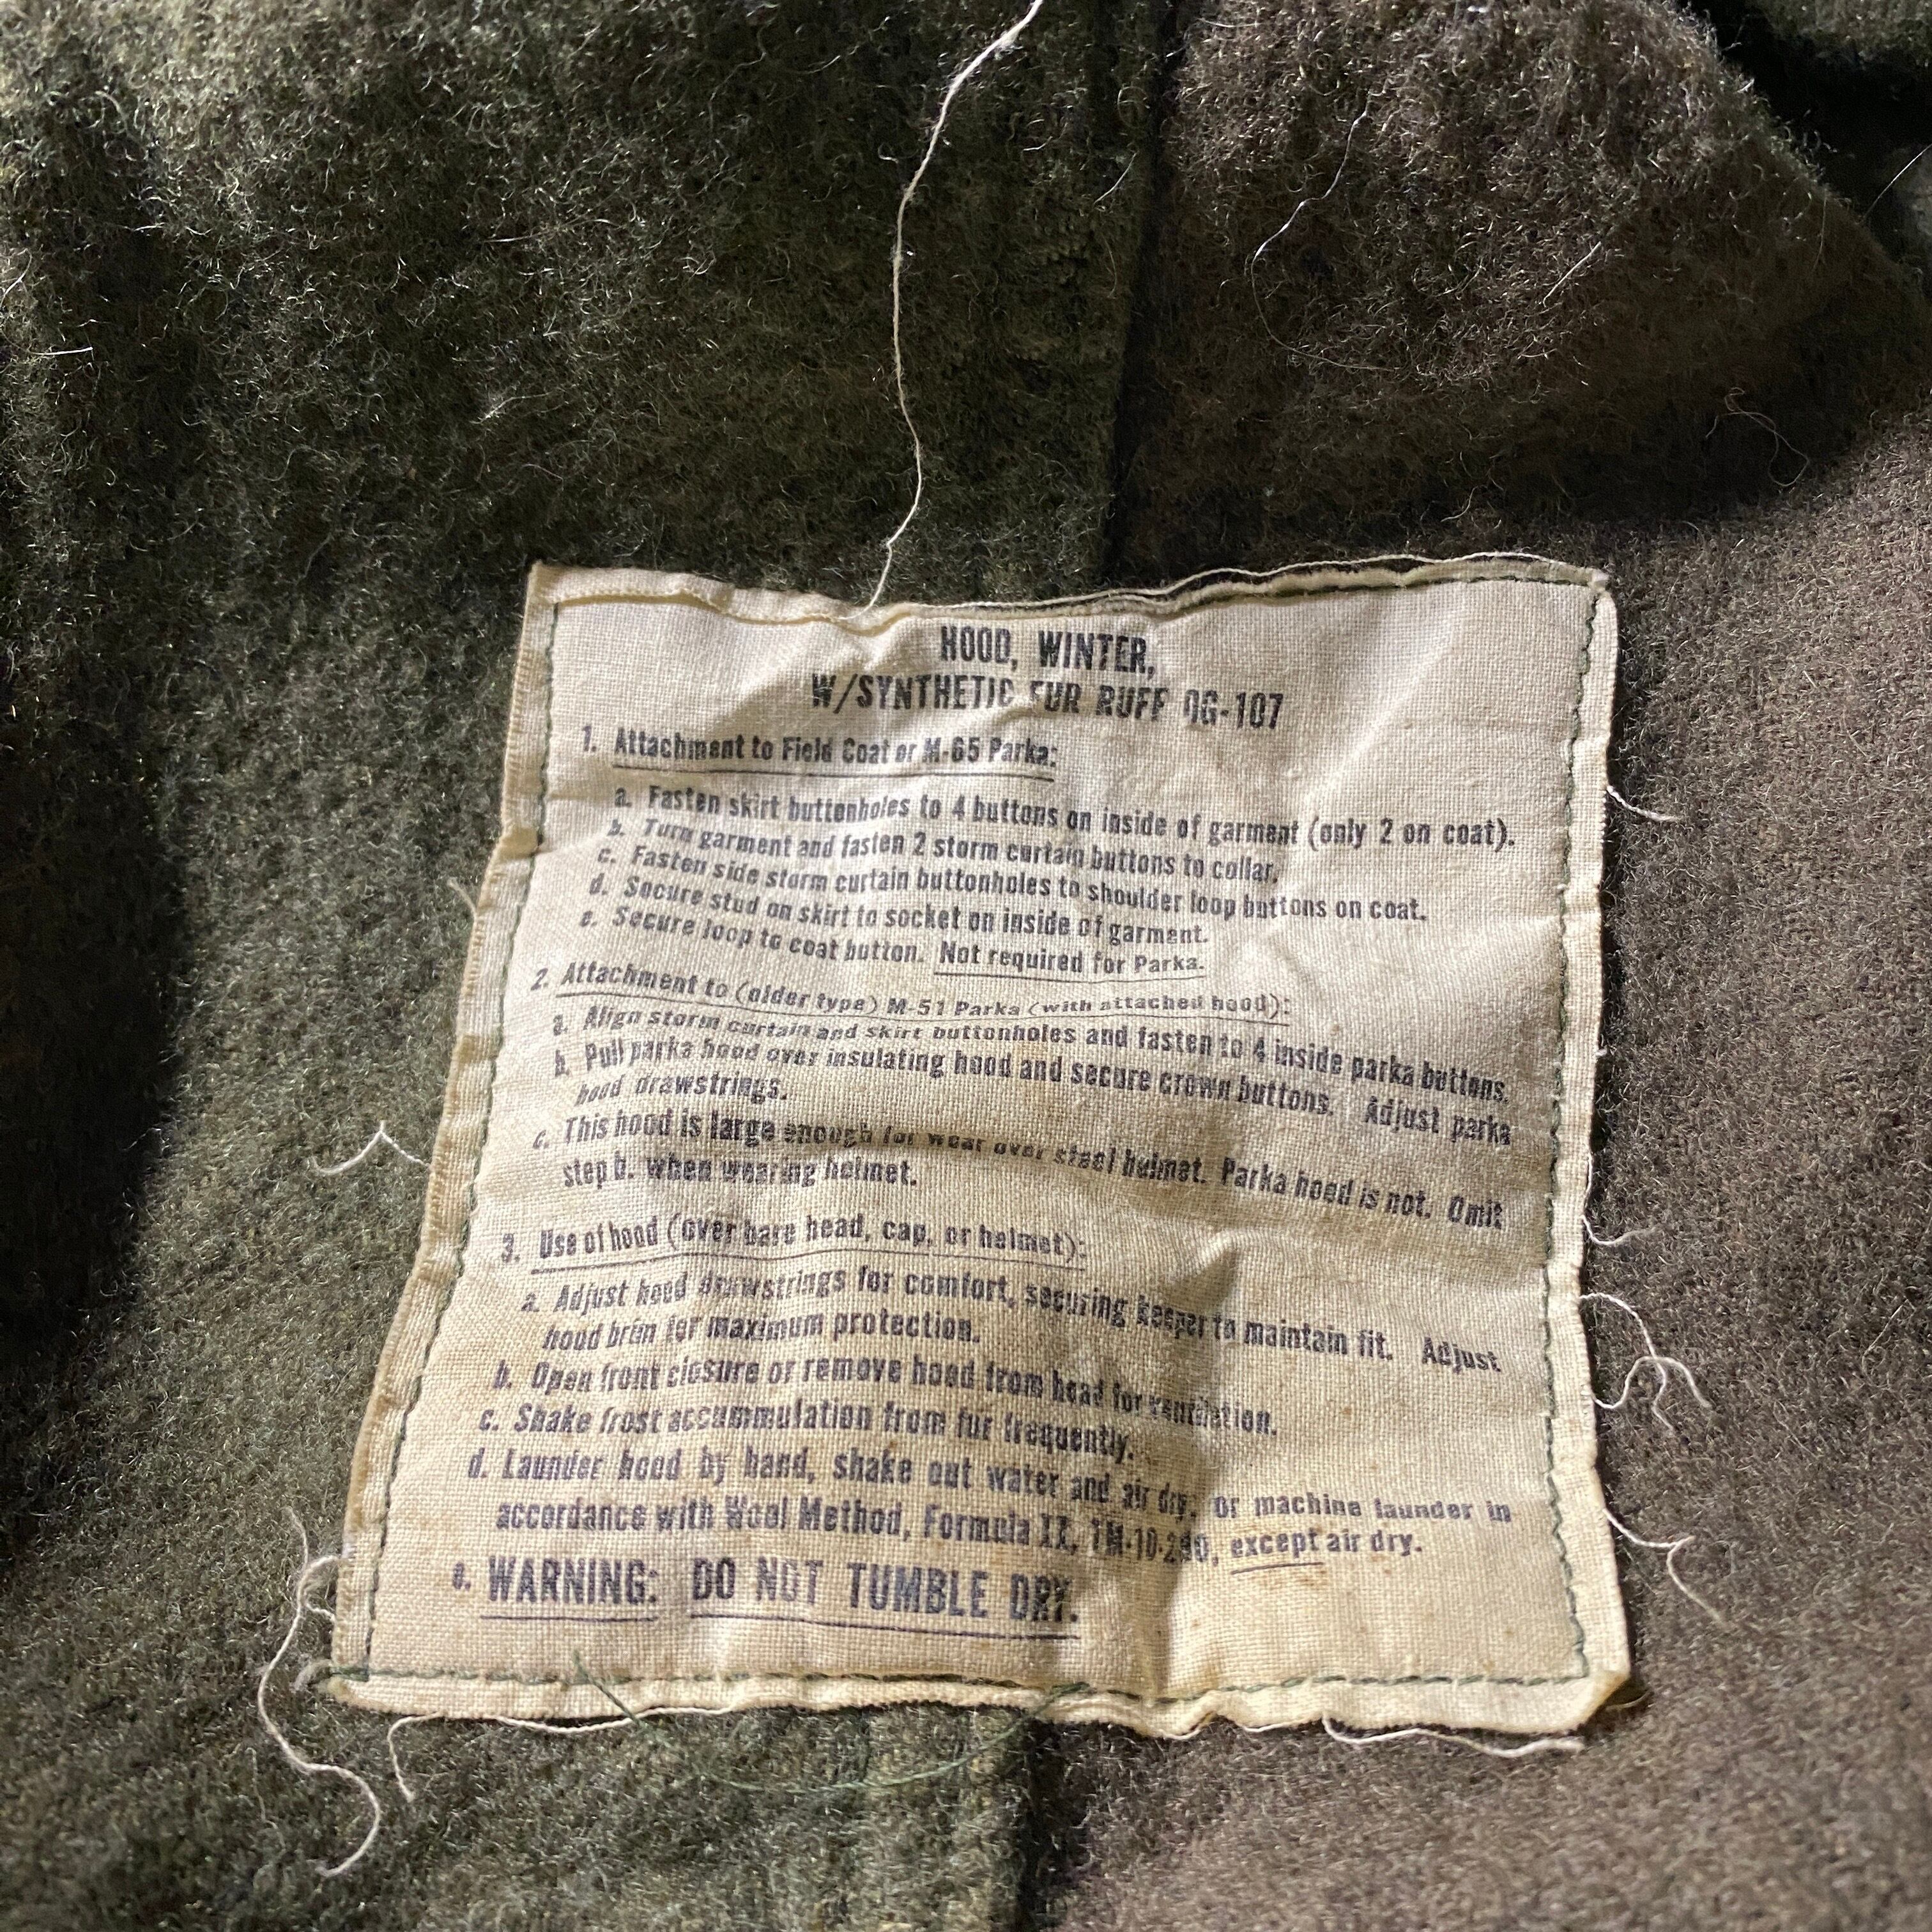 HOOD, WINTER,
W/SYNTHETIC FUR RUFF OG-107
1. Attachment to Field Coat or M-65 Parka:
a. Fasten skirt buttonholes to 4 buttons on inside of garment (only 2 on coat).
b. Turn garment and fasten 2 storm curtain buttons to collar.
c. Fasten side storm curtain buttonholes to shoulder loop buttons on coat.
d. Secure stud on skirt to socket on inside of garment.
e. Secure loop to coat button. Not required for Parka.
2. Attachment to (older type) M-51 Parka (with attached hood):
a. Align storm curtain and skirt buttonholes and fasten to 4 inside parka buttons.
b. Pull parka hood over insulating hood and secure crown buttons. Adjust parka
hood drawstrings.
c. This hood is large enough for wear over steel helmet. Parka hood is not. Omit
step b. when wearing helmet.
3. Use of hood (over bare head, cap, or helmet):
a. Adjust hood drawstrings for comfort, securing keeper to maintain fit. Adjust
hood brim for maximum protection.
b. Open front closure or remove hood from head for ventilation.
c. Shake frost accummulation from fur frequently.
d. Launder hood by hand, shake out water and air dry, or machine launder in
accordance with Wool Method, Formula II, TM-10-280, except air dry.
e. WARNING: DO NOT TUMBLE DRY.